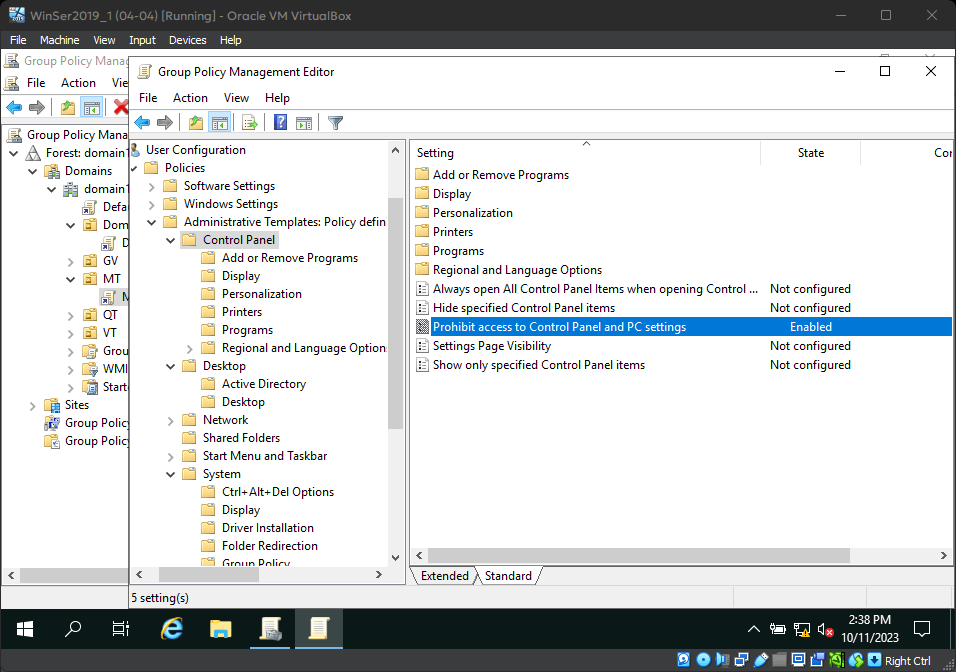 WinSer2019_1 (04-04) [Running] - Oracle VM VirtualBox
File Machine View Input Devices Help
Group Policy Mana
File Action Vie
Group Policy Mana
Forest: domain1
Domains
domain1
Defau
Dom
D
GV
MT
M
QT
VT
Grou
WMI
Starte
Sites
Group Policy
Group Policy
Group Policy Management Editor
File Action View Help
User Configuration
Policies
Software Settings
Windows Settings
Administrative Templates: Policy defin
Control Panel
Add or Remove Programs
Display
Personalization
Printers
Programs
Regional and Language Option
Desktop
Active Directory
Desktop
Network
Shared Folders
Start Menu and Taskbar
System
Ctrl+Alt+Del Options
Display
Driver Installation
Folder Redirection
Group Policy
Setting State Co
Add or Remove Programs
Display
Personalization
Printers
Programs
Regional and Language Options
Always open All Control Panel Items when opening Control ... Not configured
Hide specified Control Panel items Not configured
Prohibit access to Control Panel and PC settings Enabled
Settings Page Visibility Not configured
Show only specified Control Panel items Not configured
Extended Standard
5 setting(s)
2:38 PM
10/11/2023
Right Ctrl